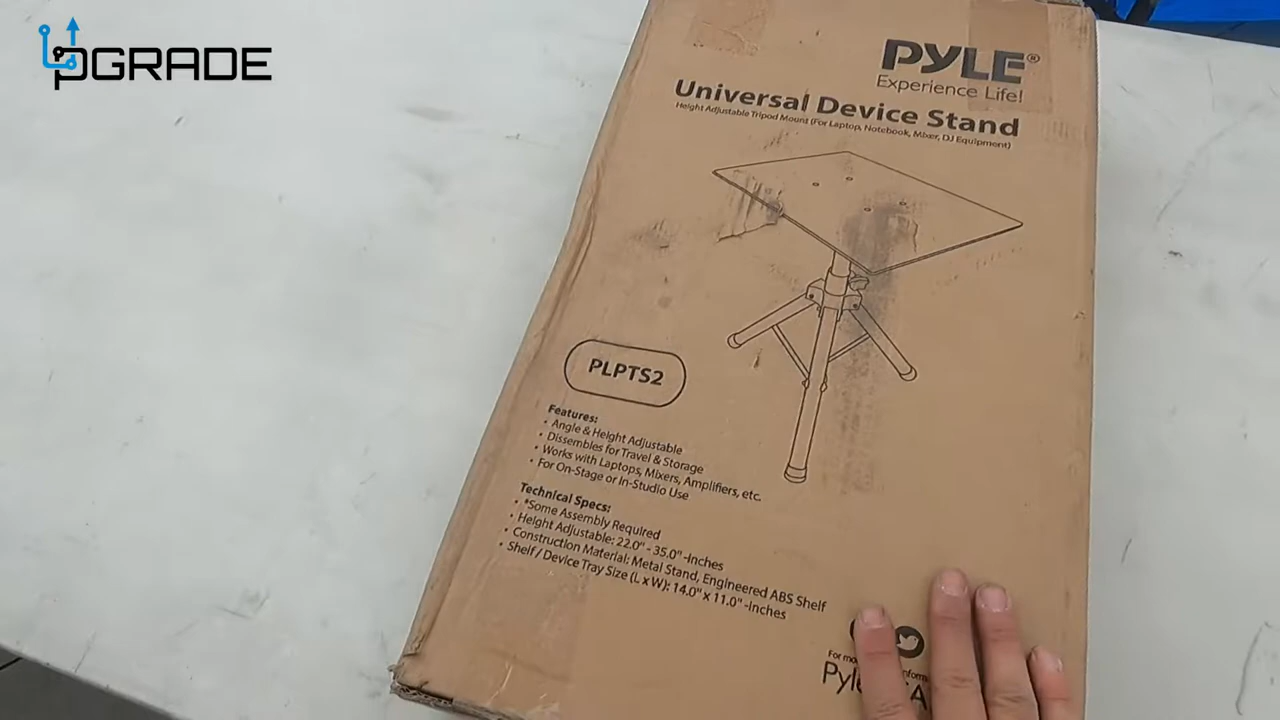 UPGRADE
PYLE®
Experience Life!
Universal Device Stand
Height Adjustable Tripod Mount (For Laptop, Notebook, Mixer, DJ Equipment)
PLPTS2
Features:
• Angle & Height Adjustable
• Dissembles for Travel & Storage
• Works with Laptops, Mixers, Amplifiers, etc.
• For On-Stage or In-Studio Use
Technical Specs:
• *Some Assembly Required
• Height Adjustable: 22.0" - 35.0" -inches
• Construction Material: Metal Stand, Engineered ABS Shelf
• Shelf / Device Tray Size (L x W): 14.0" x 11.0" -inches
For